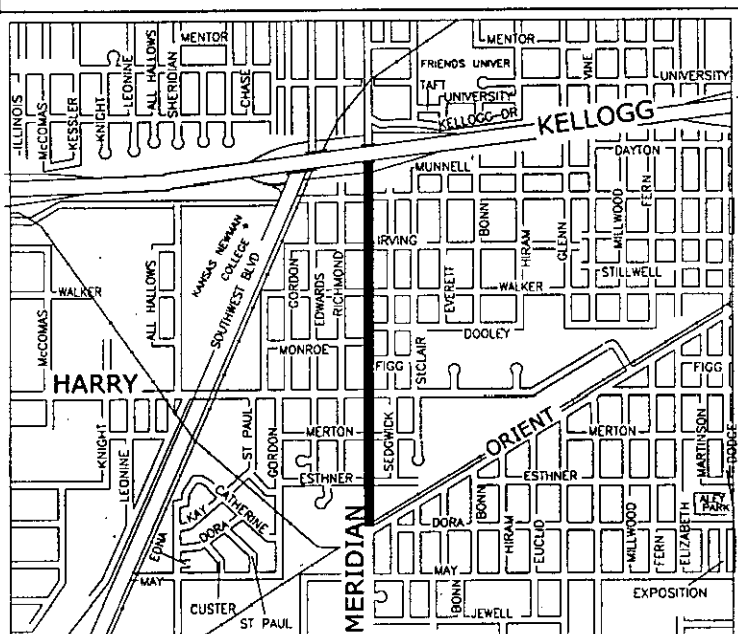 MENTOR
MENTOR
FRIENDS UNIVER
TAFT
UNIVERSITY
UNIVERSITY
KELLOGG DR
KELLOGG
VINE
ILLINOIS
McCOMAS
KESSLER
KNIGHT
LEONINE
ALL HALLOWS
SHERIDIAN
CHASE
DAYTON
MUNNELL
KANSAS NEWMAN
COLLEGE
SOUTHWEST BLVD
IRVING
BONN
HIRAM
GLENN
MILLWOOD
FERN
STILLWELL
WALKER
McCOMAS
ALL HALLOWS
GORDON
EDWARDS
RICHMOND
EVERETT
WALKER
DOOLEY
MONROE
STCLAIR
FIGG
FIGG
HARRY
KNIGHT
LEONINE
ST PAUL
GORDON
MERTON
SEDGWICK
ORIENT
MERTON
MARTINSON
DODGE
ESTHNER
ESTHNER
KAY
CATHERINE
DORA
EDNA
MAY
CUSTER
ST PAUL
MERIDIAN
DORA
BONN
HIRAM
EUCLID
MILLWOOD
FERN
ELIZABETH
ALEY
PARK
MAY
BONN
JEWELL
EXPOSITION